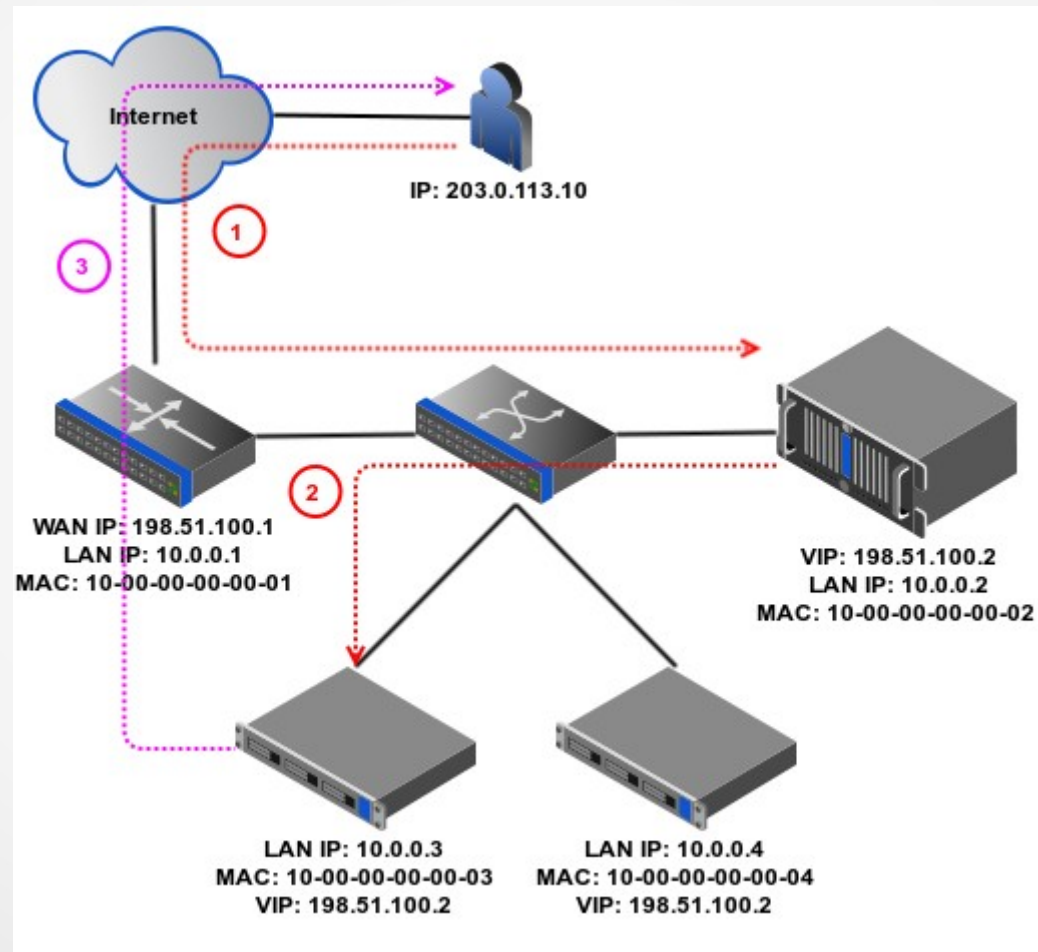 Internet
IP: 203.0.113.10
1
3
2
WAN IP: 198.51.100.1
LAN IP: 10.0.0.1
MAC: 10-00-00-00-00-01
VIP: 198.51.100.2
LAN IP: 10.0.0.2
MAC: 10-00-00-00-00-02
LAN IP: 10.0.0.3
MAC: 10-00-00-00-00-03
VIP: 198.51.100.2
LAN IP: 10.0.0.4
MAC: 10-00-00-00-00-04
VIP: 198.51.100.2